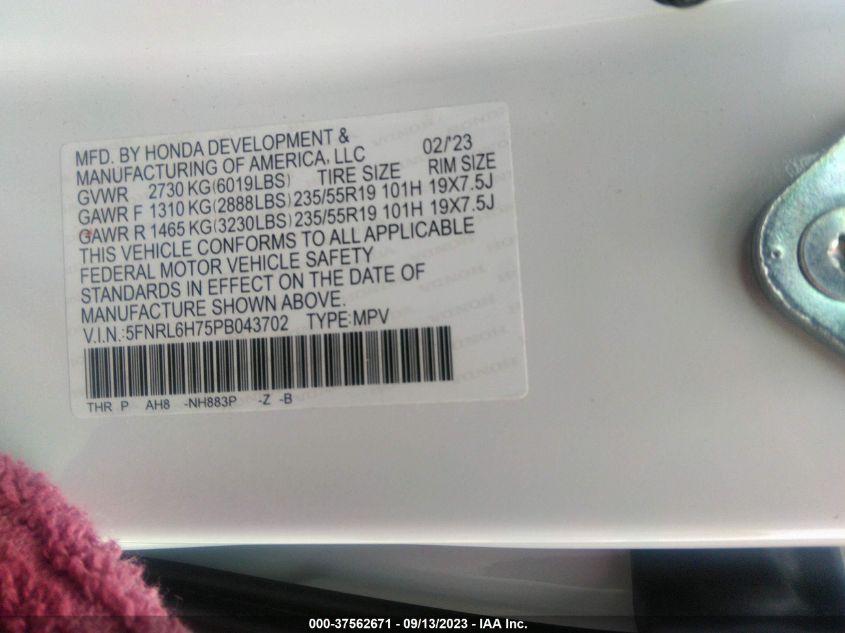 MFD. BY HONDA DEVELOPMENT & 02/'23
MANUFACTURING OF AMERICA, LLC
GVWR 2730 KG(6019LBS) TIRE SIZE RIM SIZE
GAWR F 1310 KG(2888LBS) 235/55R19 101H 19X7.5J
GAWR R 1465 KG(3230LBS) 235/55R19 101H 19X7.5J
THIS VEHICLE CONFORMS TO ALL APPLICABLE
FEDERAL MOTOR VEHICLE SAFETY
STANDARDS IN EFFECT ON THE DATE OF
MANUFACTURE SHOWN ABOVE.
V.I.N.:5FNRL6H75PB043702 TYPE:MPV
THR P AH8 -NH883P -Z -B
000-37562671 - 09/13/2023 - IAA Inc.